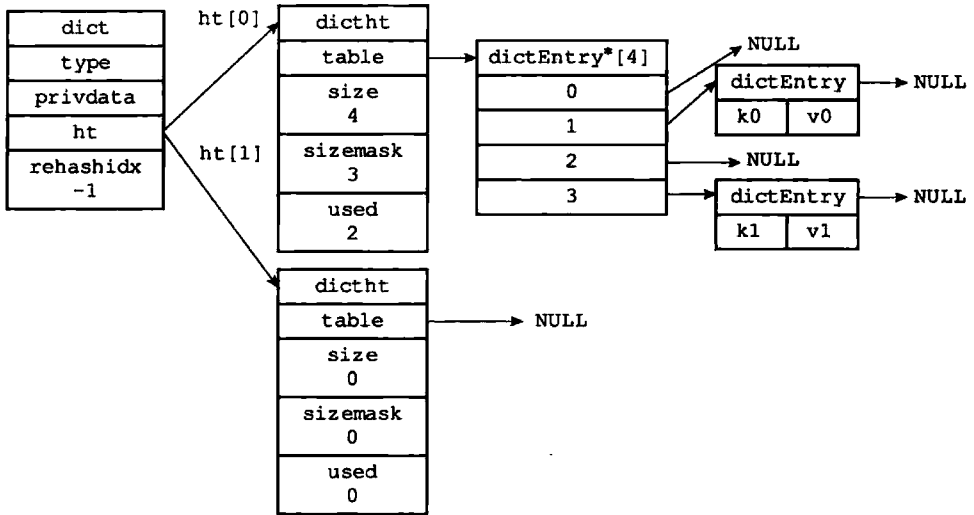 dict
type
privdata
ht
rehashidx
-1
ht[0]
ht[1]
dictht
table
size
4
sizemask
3
used
2
dictEntry*[4]
0
1
2
3
NULL
dictEntry
NULL
k0 v0
NULL
dictEntry
NULL
k1 v1
dictht
table
NULL
size
0
sizemask
0
used
0